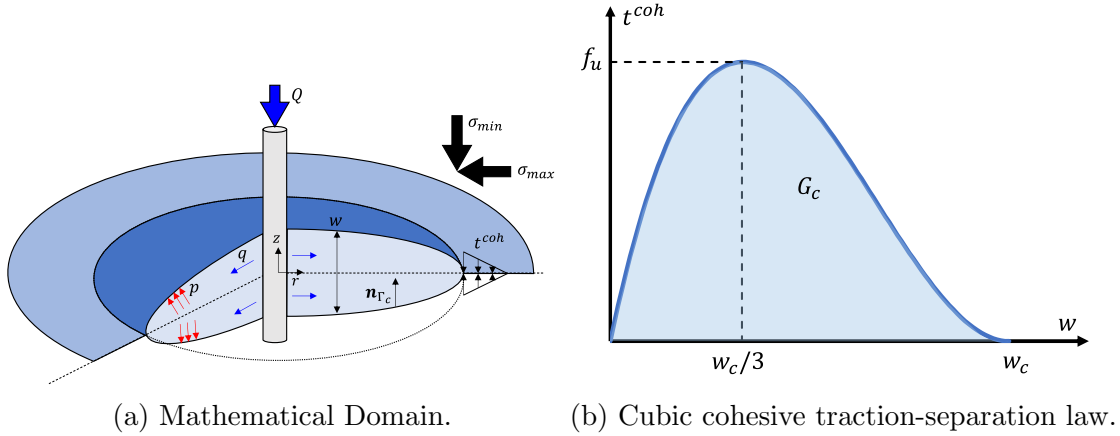 Q
σ_min
σ_max
w
z
t^coh
q
r
p
n_Γc
t^coh
f_u
G_c
w
w_c/3
w_c
(a) Mathematical Domain.
(b) Cubic cohesive traction-separation law.